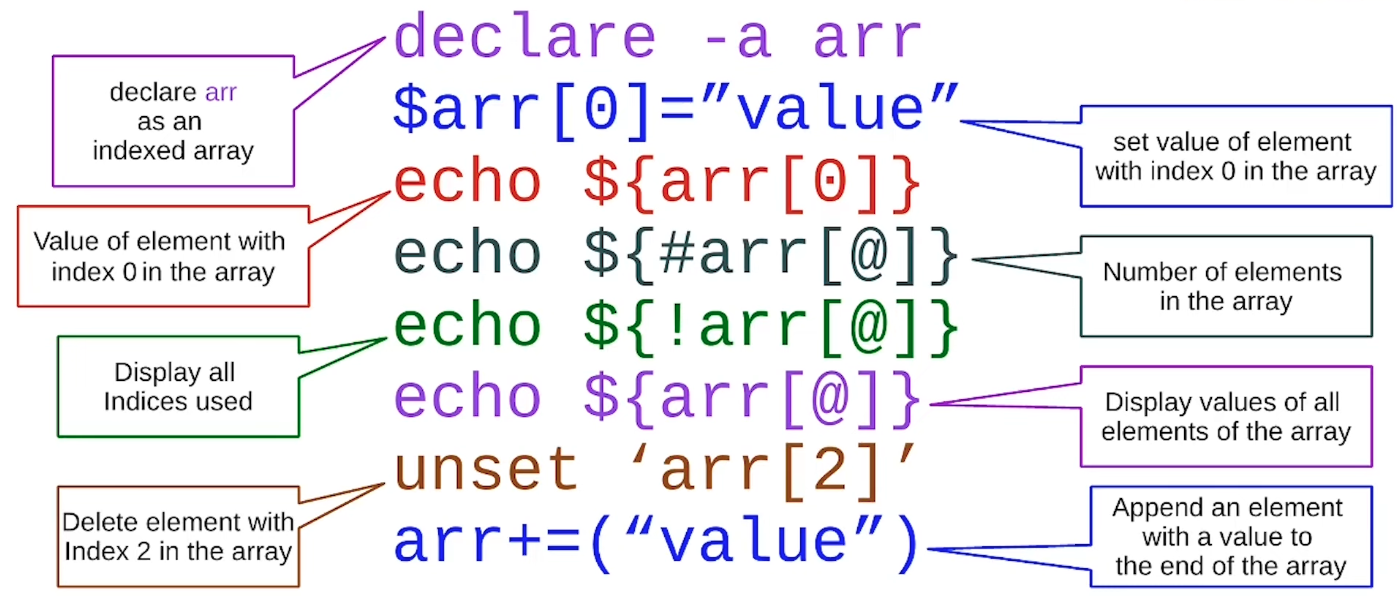 declare -a arr
declare arr
as an
indexed array
$arr[0]=”value”
set value of element
with index 0 in the array
echo ${arr[0]}
Value of element with
index 0 in the array
echo ${#arr[@]}
Number of elements
in the array
echo ${!arr[@]}
Display all
Indices used
echo ${arr[@]}
Display values of all
elements of the array
unset ‘arr[2]’
Delete element with
Index 2 in the array
arr+=(“value”)
Append an element
with a value to
the end of the array